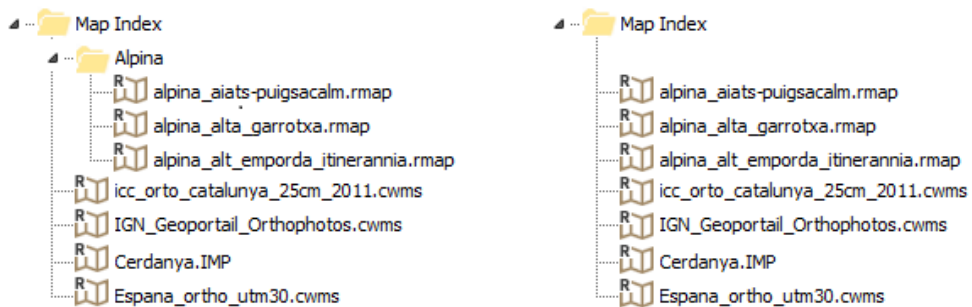 Map Index
Alpina
R alpina_aiats-puigsacalm.rmap
R alpina_alta_garrotxa.rmap
R alpina_alt_emporda_itinerannia.rmap
R icc_orto_catalunya_25cm_2011.cwms
R IGN_Geoportail_Orthophotos.cwms
R Cerdanya.IMP
R Espana_ortho_utm30.cwms
Map Index
R alpina_aiats-puigsacalm.rmap
R alpina_alta_garrotxa.rmap
R alpina_alt_emporda_itinerannia.rmap
R icc_orto_catalunya_25cm_2011.cwms
R IGN_Geoportail_Orthophotos.cwms
R Cerdanya.IMP
R Espana_ortho_utm30.cwms